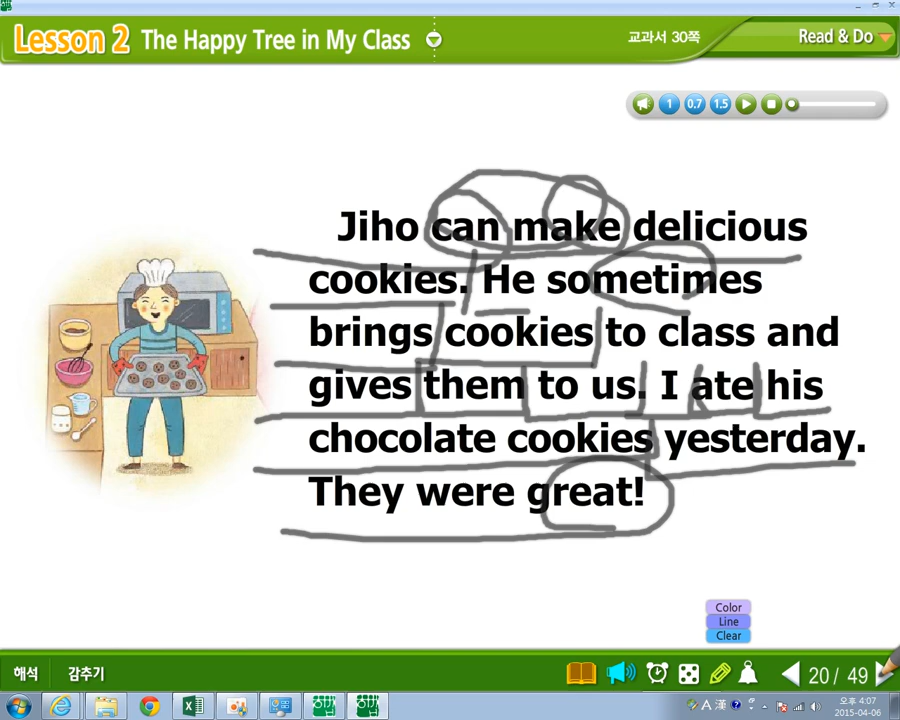 Lesson 2 The Happy Tree in My Class
교과서 30쪽
Read & Do
1 0.7 1.5
Jiho can make delicious
cookies. He sometimes
brings cookies to class and
gives them to us. I ate his
chocolate cookies yesterday.
They were great!
Color
Line
Clear
해석 감추기
20 / 49
A 漢
오후 4:07
2015-04-06